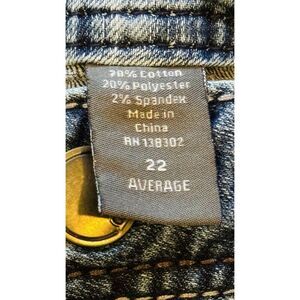 78% Cotton
20% Polyester
2% Spandex
Made in
China
RN 138302
22
AVERAGE